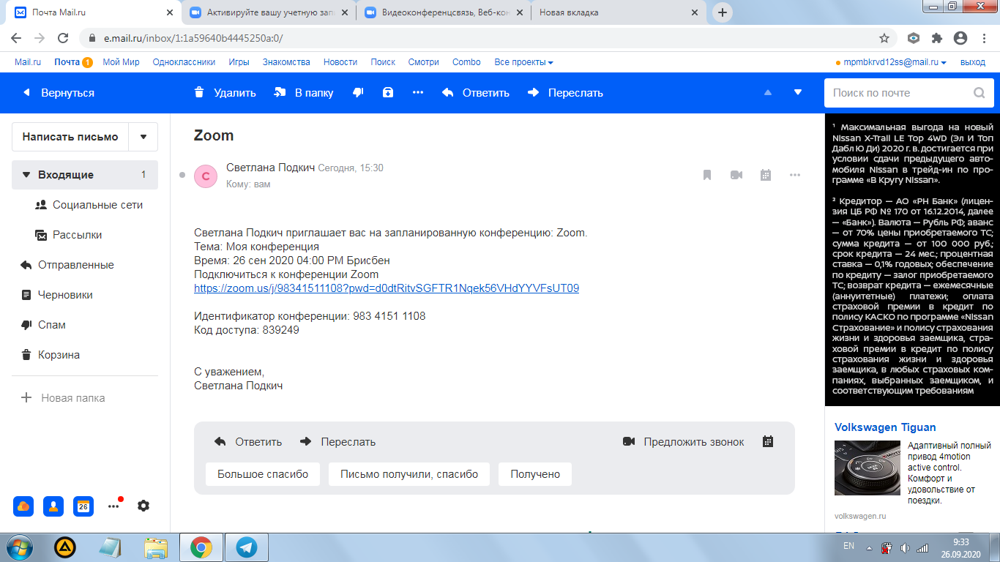 Почта Mail.ru
Активируйте вашу учетную зап
Видеоконференцсвязь, Веб-кон
Новая вкладка
e.mail.ru/inbox/1:1a59640b4445250a:0/
Mail.ru Почта 1 Мой Мир Одноклассники Игры Знакомства Новости Поиск Смотри Combo Все проекты mpmbkrvd12ss@mail.ru выход
Вернуться Удалить В папку Ответить Переслать Поиск по почте
Написать письмо
Входящие 1
Социальные сети
Рассылки
Отправленные
Черновики
Спам
Корзина
Новая папка
26
Zoom
С
Светлана Подкич Сегодня, 15:30
Кому: вам
Светлана Подкич приглашает вас на запланированную конференцию: Zoom.
Тема: Моя конференция
Время: 26 сен 2020 04:00 PM Брисбен
Подключиться к конференции Zoom
https://zoom.us/j/98341511108?pwd=d0dtRitvSGFTR1Nqek56VHdYYVFsUT09
Идентификатор конференции: 983 4151 1108
Код доступа: 839249
С уважением,
Светлана Подкич
Ответить Переслать Предложить звонок
Большое спасибо Письмо получили, спасибо Получено
¹ Максимальная выгода на новый
Nissan X-Trail LE Top 4WD (Эл И Топ
Дабл Ю Ди) 2020 г. в. достигается при
условии сдачи предыдущего авто-
мобиля Nissan в трейд-ин по про-
грамме «В Кругу Nissan».
² Кредитор — АО «РН Банк» (лицен-
зия ЦБ РФ № 170 от 16.12.2014, далее
— «Банк»). Валюта — Рубль РФ; аванс
— от 70% цены приобретаемого ТС;
сумма кредита — от 100 000 руб.;
срок кредита — 24 мес.; процентная
ставка — 0,1% годовых; обеспечение
по кредиту — залог приобретаемого
ТС; возврат кредита — ежемесячные
(аннуитетные) платежи; оплата
страховой премии в кредит по
полису КАСКО по программе «Nissan
Страхование» и полису страхования
жизни и здоровья заемщика, стра-
ховой премии в кредит по полису
страхования жизни и здоровья
заемщика, в любых страховых ком-
паниях, выбранных заемщиком, и
соответствующим требованиям
Volkswagen Tiguan
Адаптивный полный
привод 4motion
active control.
Комфорт и
удовольствие от
поездки.
volkswagen.ru
EN
9:33
26.09.2020